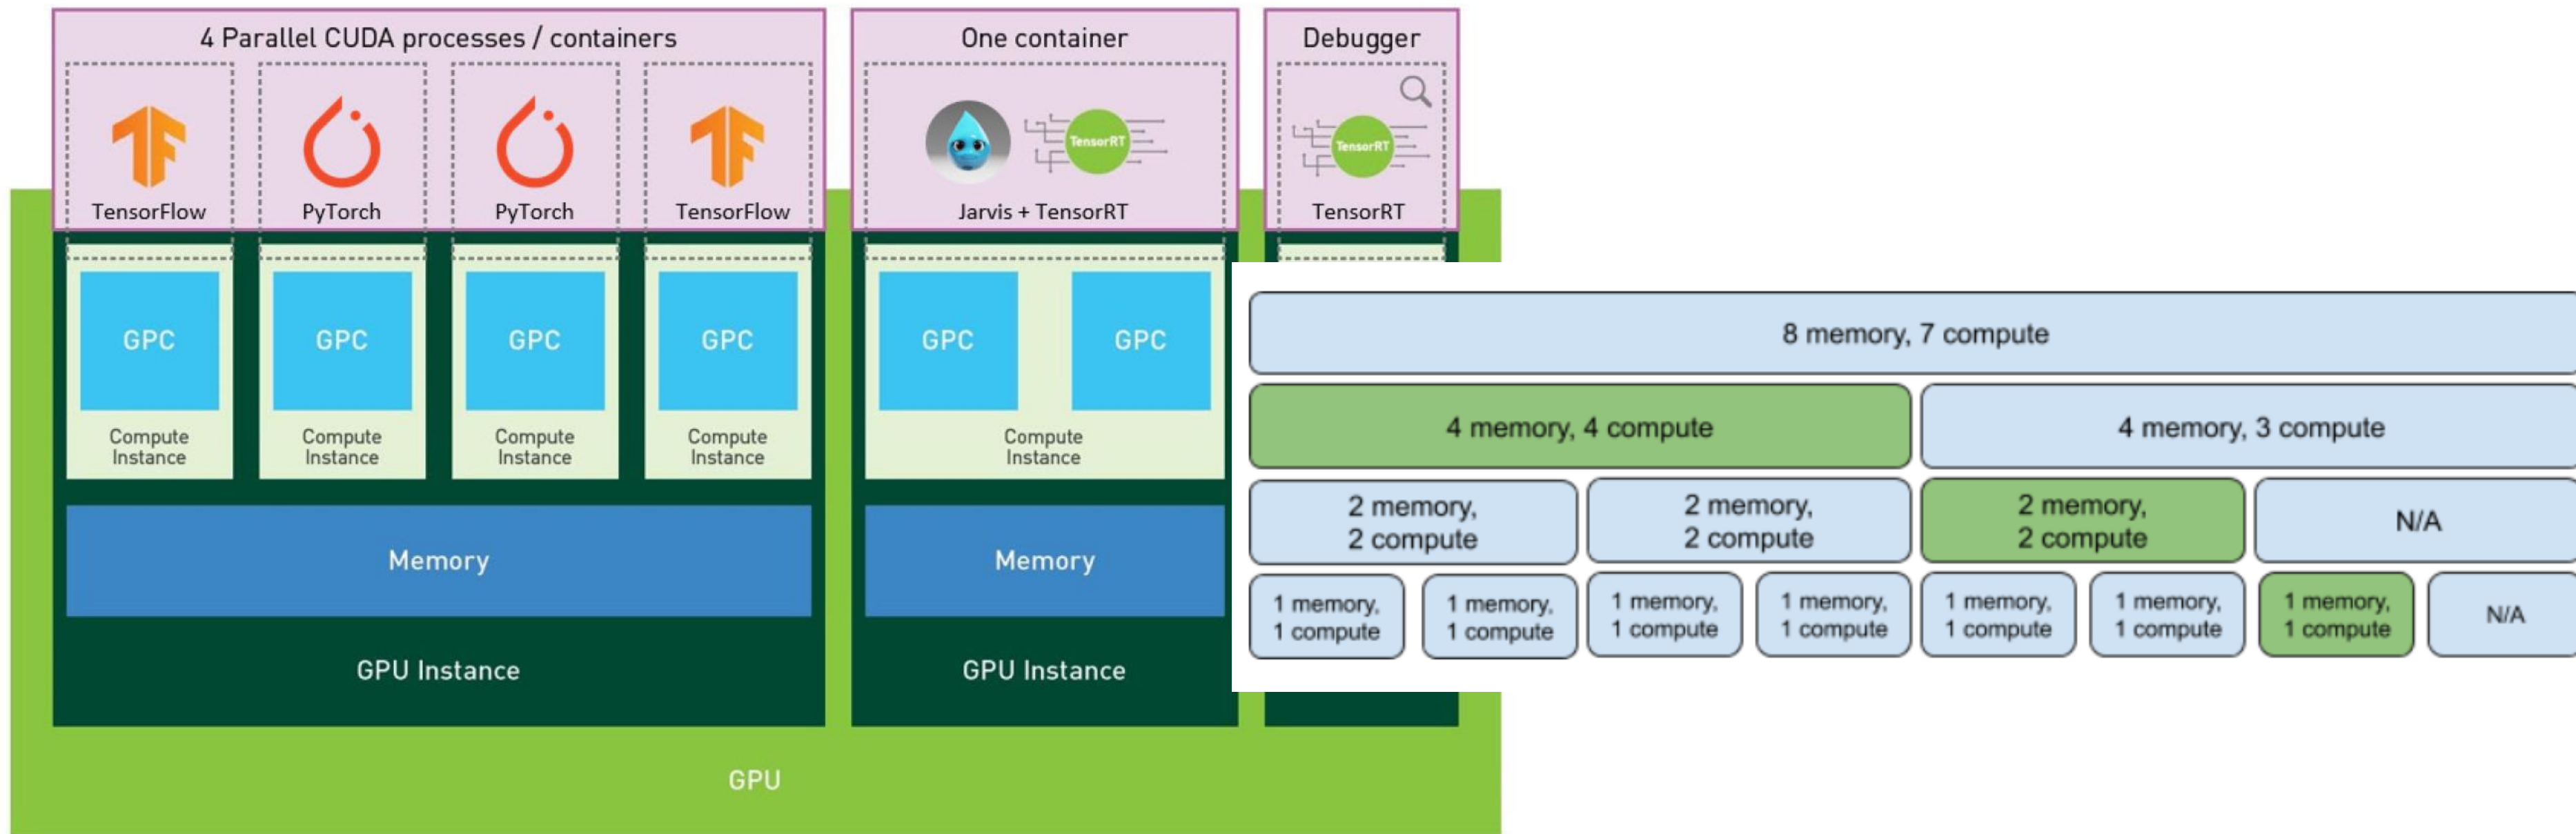 4 Parallel CUDA processes / containers
One container
Debugger
TensorRT
TensorRT
TensorFlow
PyTorch
PyTorch
TensorFlow
Jarvis + TensorRT
TensorRT
GPC
GPC
GPC
GPC
GPC
GPC
Compute
Instance
Compute
Instance
Compute
Instance
Compute
Instance
Compute
Instance
Memory
Memory
GPU Instance
GPU Instance
GPU
8 memory, 7 compute
4 memory, 4 compute
4 memory, 3 compute
2 memory,
2 compute
2 memory,
2 compute
2 memory,
2 compute
N/A
1 memory,
1 compute
1 memory,
1 compute
1 memory,
1 compute
1 memory,
1 compute
1 memory,
1 compute
1 memory,
1 compute
1 memory,
1 compute
N/A